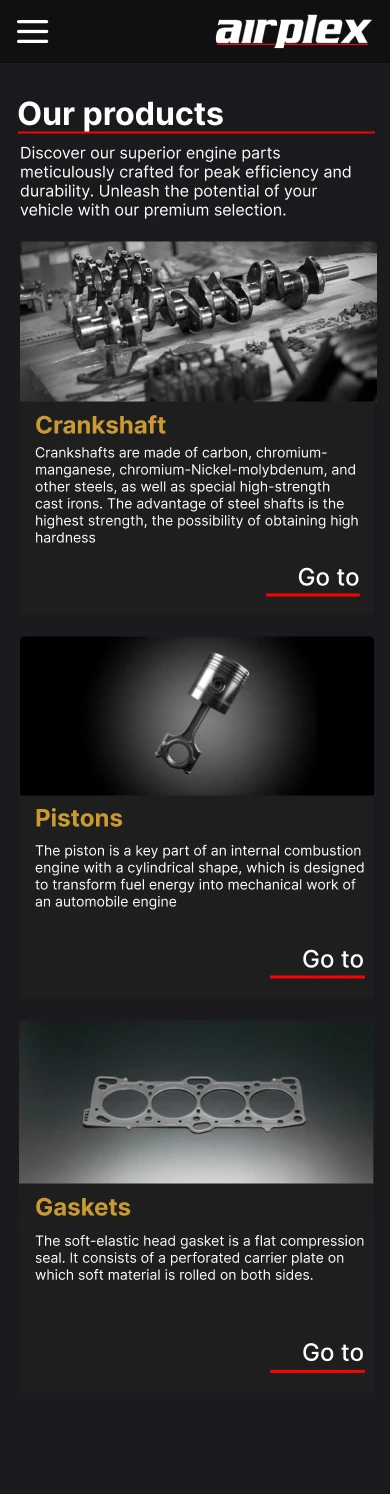 airplex
Our products
Discover our superior engine parts
meticulously crafted for peak efficiency and
durability. Unleash the potential of your
vehicle with our premium selection.
Crankshaft
Crankshafts are made of carbon, chromium-
manganese, chromium-Nickel-molybdenum, and
other steels, as well as special high-strength
cast irons. The advantage of steel shafts is the
highest strength, the possibility of obtaining high
hardness
Go to
Pistons
The piston is a key part of an internal combustion
engine with a cylindrical shape, which is designed
to transform fuel energy into mechanical work of
an automobile engine
Go to
Gaskets
The soft-elastic head gasket is a flat compression
seal. It consists of a perforated carrier plate on
which soft material is rolled on both sides.
Go to